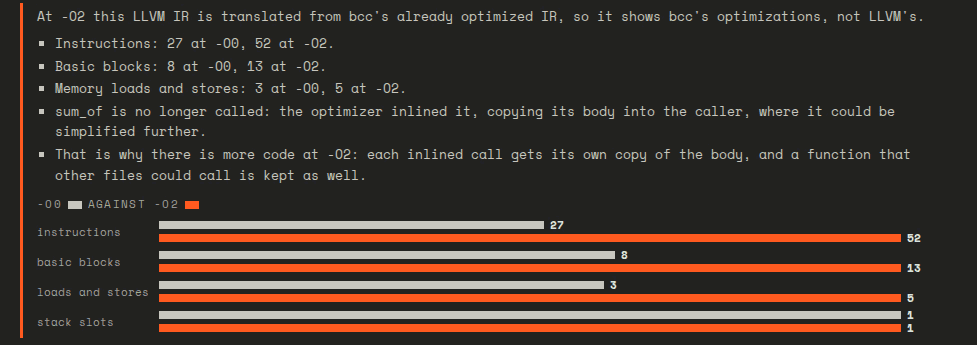 At -O2 this LLVM IR is translated from bcc's already optimized IR, so it shows bcc's optimizations, not LLVM's.
▪ Instructions: 27 at -O0, 52 at -O2.
▪ Basic blocks: 8 at -O0, 13 at -O2.
▪ Memory loads and stores: 3 at -O0, 5 at -O2.
▪ sum_of is no longer called: the optimizer inlined it, copying its body into the caller, where it could be
simplified further.
▪ That is why there is more code at -O2: each inlined call gets its own copy of the body, and a function that
other files could call is kept as well.
-O0 AGAINST -O2
instructions 27
52
basic blocks 8
13
loads and stores 3
5
stack slots 1
1